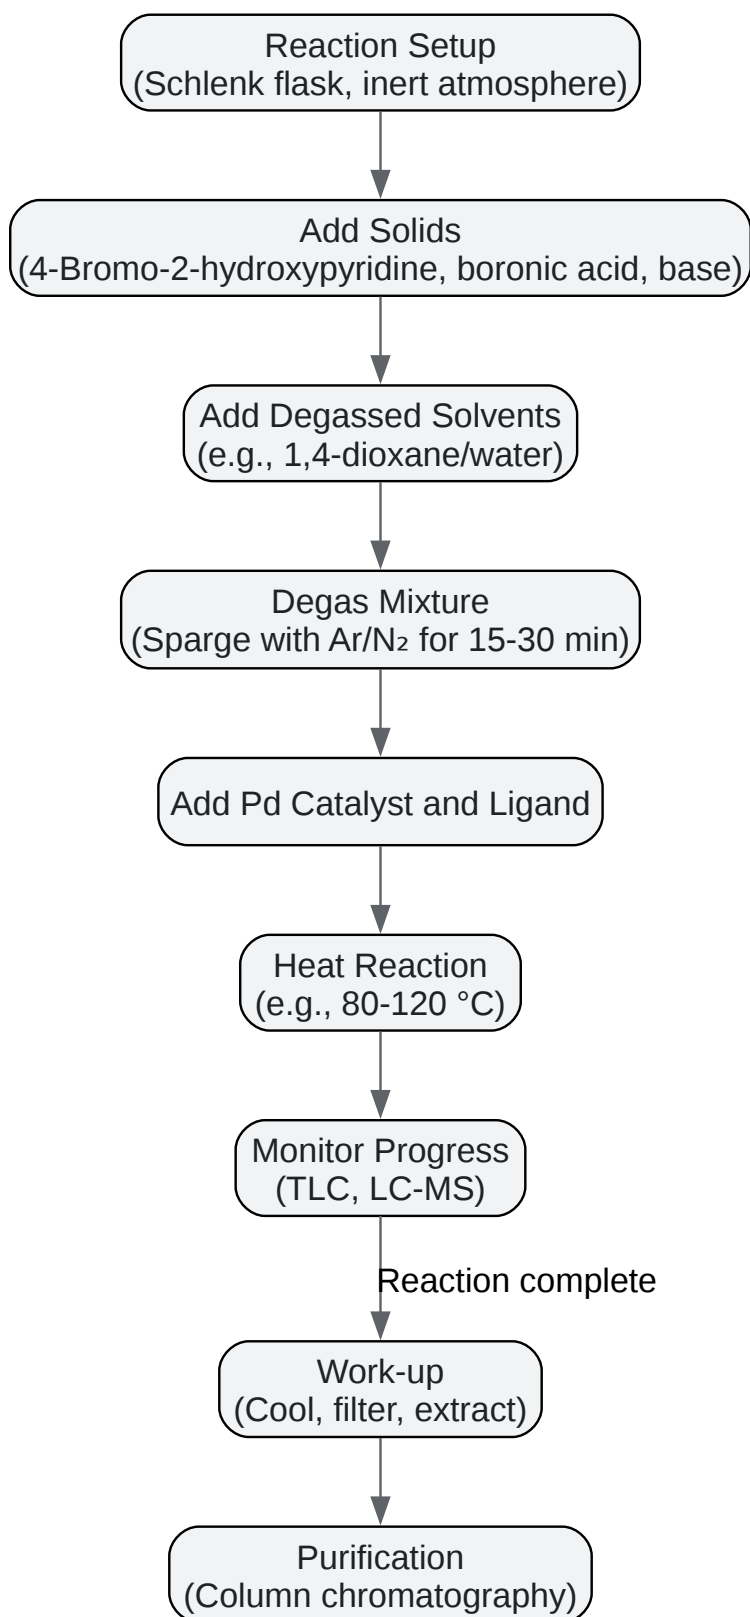 Reaction Setup
(Schlenk flask, inert atmosphere)
Add Solids
(4-Bromo-2-hydroxypyridine, boronic acid, base)
Add Degassed Solvents
(e.g., 1,4-dioxane/water)
Degas Mixture
(Sparge with Ar/N₂ for 15-30 min)
Add Pd Catalyst and Ligand
Heat Reaction
(e.g., 80-120 °C)
Monitor Progress
(TLC, LC-MS)
Reaction complete
Work-up
(Cool, filter, extract)
Purification
(Column chromatography)